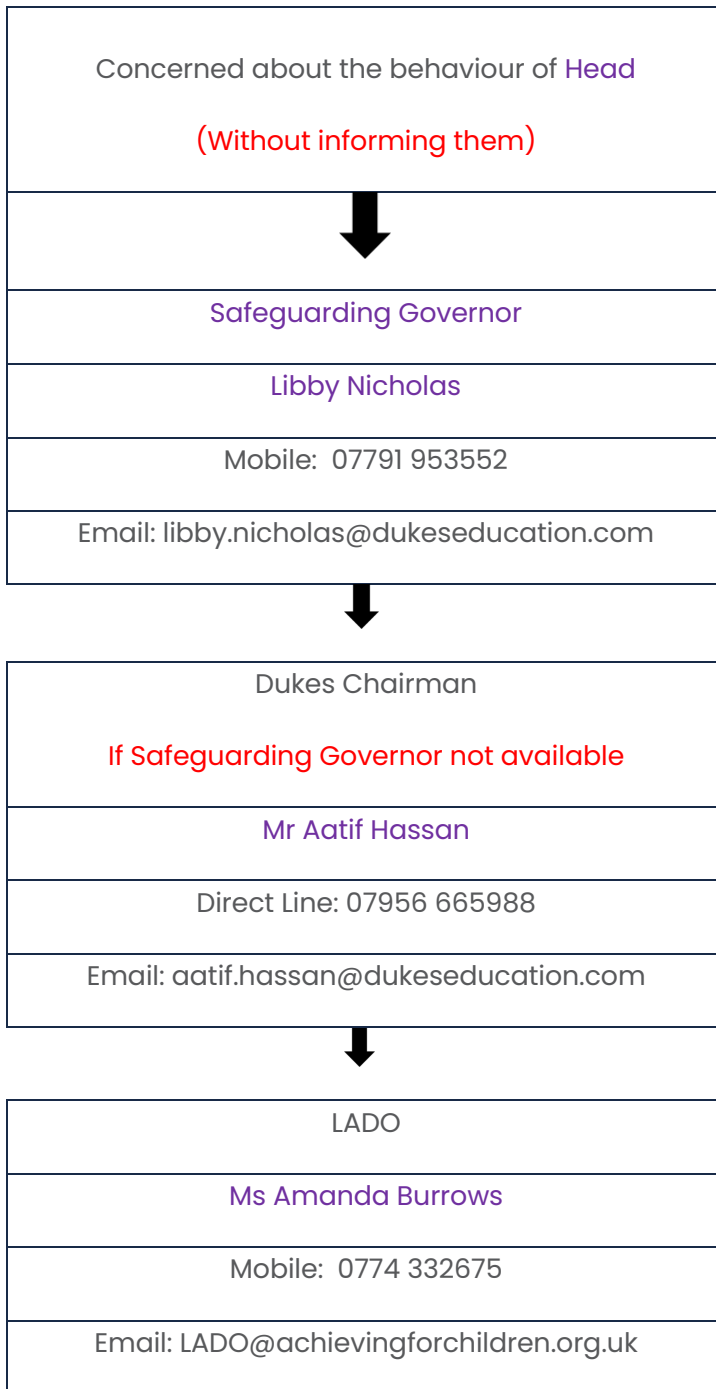 Concerned about the behaviour of Head
(Without informing them)
Safeguarding Governor
Libby Nicholas
Mobile: 07791 953552
Email: libby.nicholas@dukeseducation.com
Dukes Chairman
If Safeguarding Governor not available
Mr Aatif Hassan
Direct Line: 07956 665988
Email: aatif.hassan@dukeseducation.com
LADO
Ms Amanda Burrows
Mobile: 0774 332675
Email: LADO@achievingforchildren.org.uk